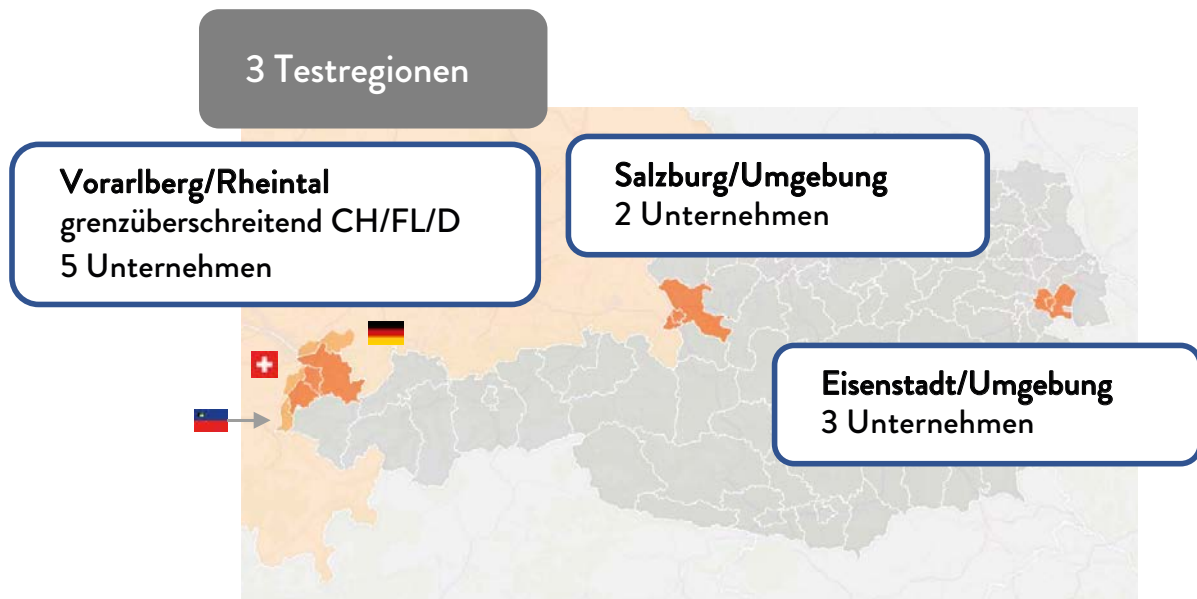 3 Testregionen
Vorarlberg/Rheintal
grenzüberschreitend CH/FL/D
5 Unternehmen
Salzburg/Umgebung
2 Unternehmen
Eisenstadt/Umgebung
3 Unternehmen